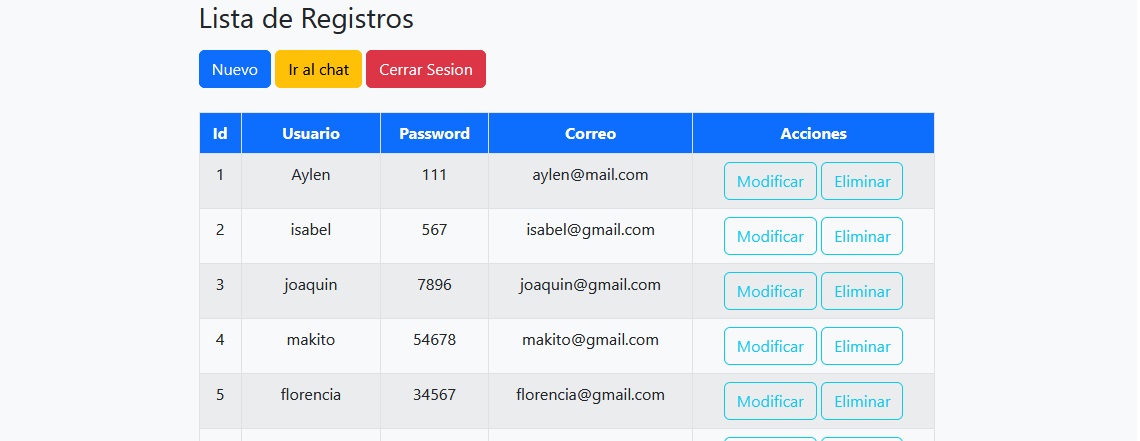 Lista de Registros
Nuevo Ir al chat Cerrar Sesion
Id Usuario Password Correo Acciones
1 Aylen 111 aylen@mail.com Modificar Eliminar
2 isabel 567 isabel@gmail.com Modificar Eliminar
3 joaquin 7896 joaquin@gmail.com Modificar Eliminar
4 makito 54678 makito@gmail.com Modificar Eliminar
5 florencia 34567 florencia@gmail.com Modificar Eliminar